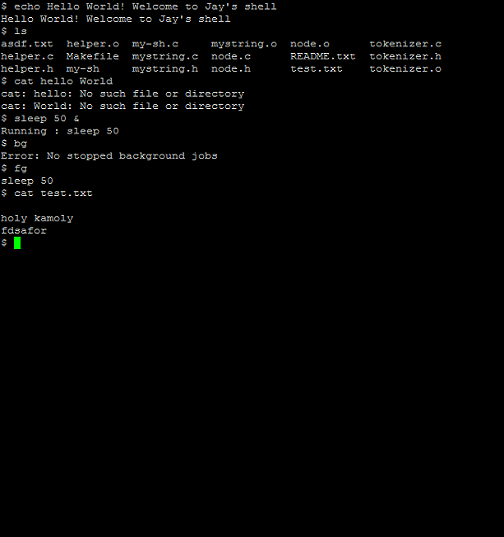 $ echo Hello World! Welcome to Jay's shell
Hello World! Welcome to Jay's shell
$ ls
asdf.txt  helper.o  my-sh.c     mystring.o  node.o      tokenizer.c
helper.c  Makefile  mystring.c  node.c      README.txt  tokenizer.h
helper.h  my-sh     mystring.h  node.h      test.txt    tokenizer.o
$ cat hello World
cat: hello: No such file or directory
cat: World: No such file or directory
$ sleep 50 &
Running : sleep 50
$ bg
Error: No stopped background jobs
$ fg
sleep 50
$ cat test.txt
holy kamoly
fdsafor
$